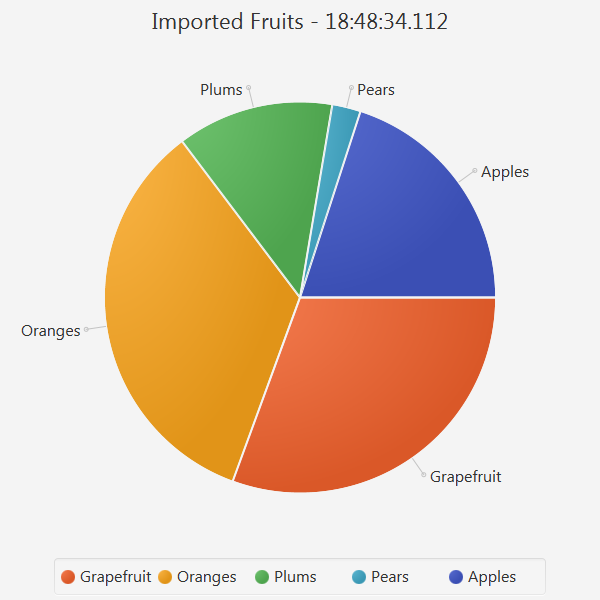 Imported Fruits - 18:48:34.112
Plums
Pears
Apples
Oranges
Grapefruit
Grapefruit Oranges Plums Pears Apples